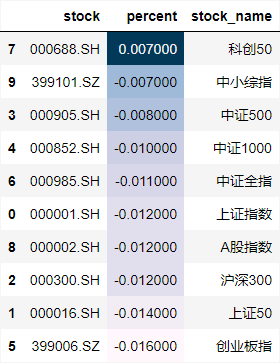 stock percent stock_name
7 000688.SH 0.007000 科创50
9 399101.SZ -0.007000 中小综指
3 000905.SH -0.008000 中证500
4 000852.SH -0.010000 中证1000
6 000985.SH -0.011000 中证全指
0 000001.SH -0.012000 上证指数
8 000002.SH -0.012000 A股指数
2 000300.SH -0.012000 沪深300
1 000016.SH -0.014000 上证50
5 399006.SZ -0.016000 创业板指